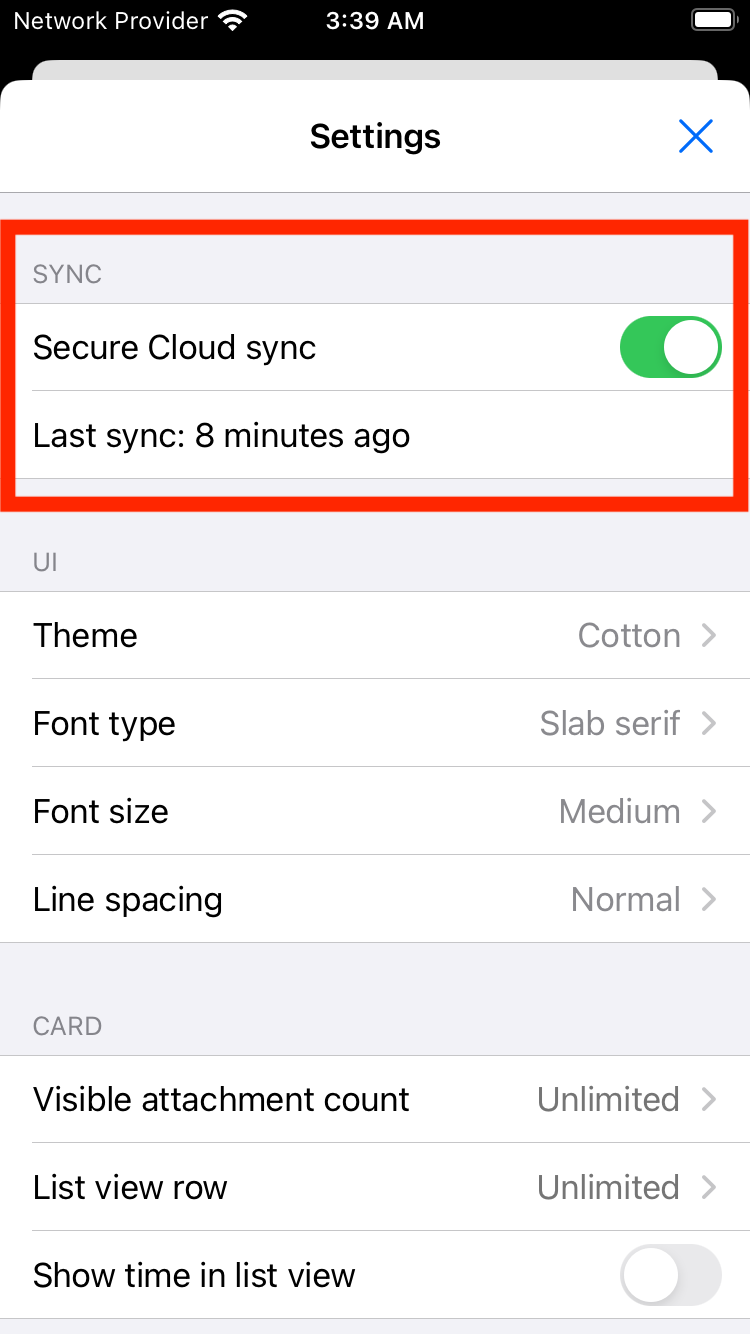 Network Provider 3:39 AM
Settings
SYNC
Secure Cloud sync
Last sync: 8 minutes ago
UI
Theme Cotton
Font type Slab serif
Font size Medium
Line spacing Normal
CARD
Visible attachment count Unlimited
List view row Unlimited
Show time in list view